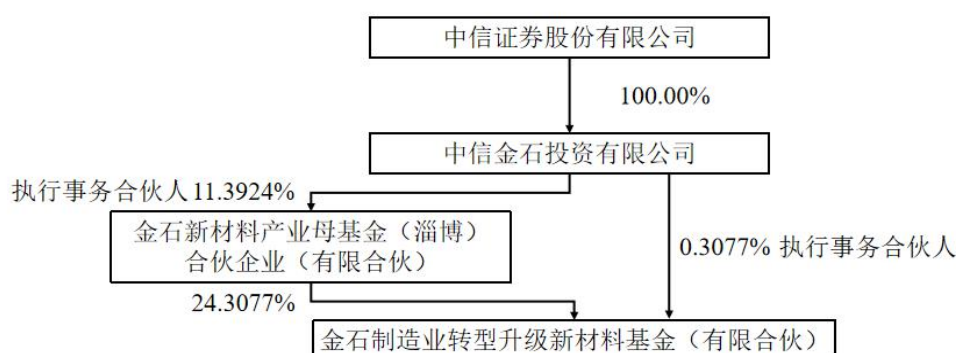 中信证券股份有限公司
100.00%
中信金石投资有限公司
执行事务合伙人 11.3924%
金石新材料产业母基金（淄博）
合伙企业（有限合伙）
0.3077% 执行事务合伙人
24.3077%
金石制造业转型升级新材料基金（有限合伙）